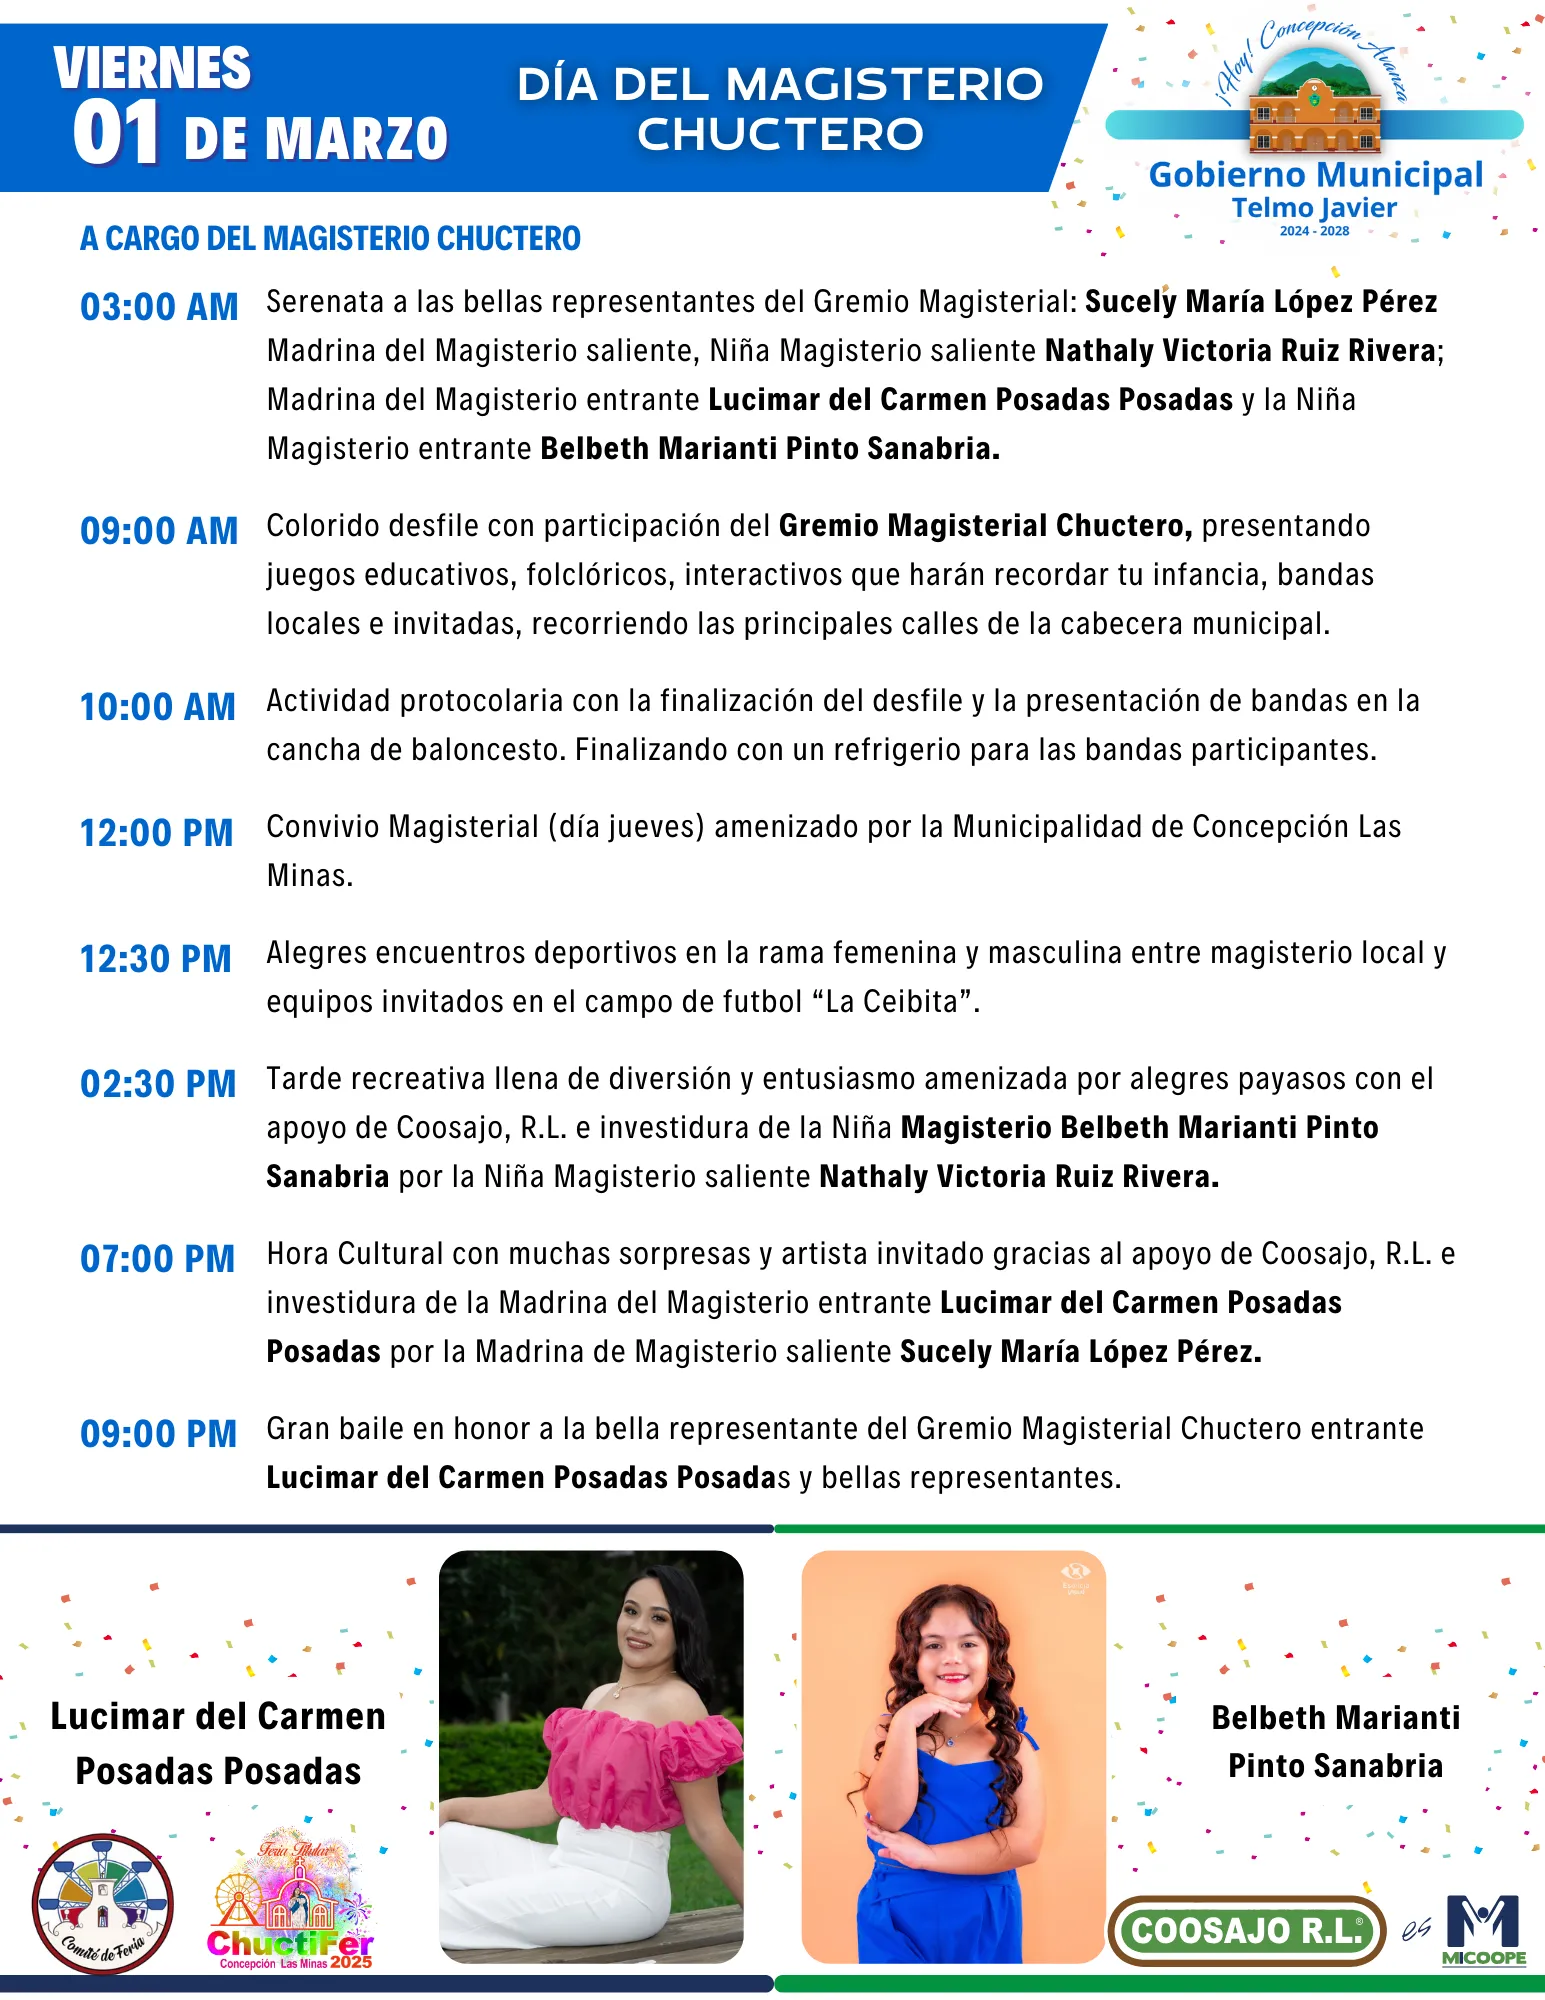 VIERNES
01 DE MARZO
DÍA DEL MAGISTERIO
CHUCTERO
¡Hoy! Concepción Avanza
Gobierno Municipal
Telmo Javier
2024 - 2028
A CARGO DEL MAGISTERIO CHUCTERO
03:00 AM
Serenata a las bellas representantes del Gremio Magisterial: Sucely María López Pérez
Madrina del Magisterio saliente, Niña Magisterio saliente Nathaly Victoria Ruiz Rivera;
Madrina del Magisterio entrante Lucimar del Carmen Posadas Posadas y la Niña
Magisterio entrante Belbeth Marianti Pinto Sanabria.
09:00 AM
Colorido desfile con participación del Gremio Magisterial Chuctero, presentando
juegos educativos, folclóricos, interactivos que harán recordar tu infancia, bandas
locales e invitadas, recorriendo las principales calles de la cabecera municipal.
10:00 AM
Actividad protocolaria con la finalización del desfile y la presentación de bandas en la
cancha de baloncesto. Finalizando con un refrigerio para las bandas participantes.
12:00 PM
Convivio Magisterial (día jueves) amenizado por la Municipalidad de Concepción Las
Minas.
12:30 PM
Alegres encuentros deportivos en la rama femenina y masculina entre magisterio local y
equipos invitados en el campo de futbol “La Ceibita”.
02:30 PM
Tarde recreativa llena de diversión y entusiasmo amenizada por alegres payasos con el
apoyo de Coosajo, R.L. e investidura de la Niña Magisterio Belbeth Marianti Pinto
Sanabria por la Niña Magisterio saliente Nathaly Victoria Ruiz Rivera.
07:00 PM
Hora Cultural con muchas sorpresas y artista invitado gracias al apoyo de Coosajo, R.L. e
investidura de la Madrina del Magisterio entrante Lucimar del Carmen Posadas
Posadas por la Madrina de Magisterio saliente Sucely María López Pérez.
09:00 PM
Gran baile en honor a la bella representante del Gremio Magisterial Chuctero entrante
Lucimar del Carmen Posadas Posadas y bellas representantes.
Lucimar del Carmen
Posadas Posadas
Belbeth Marianti
Pinto Sanabria
Comité de Feria
Feria Titular
ChuctiFer
Concepción Las Minas 2025
COOSAJO R.L.®
es
MICOOPE